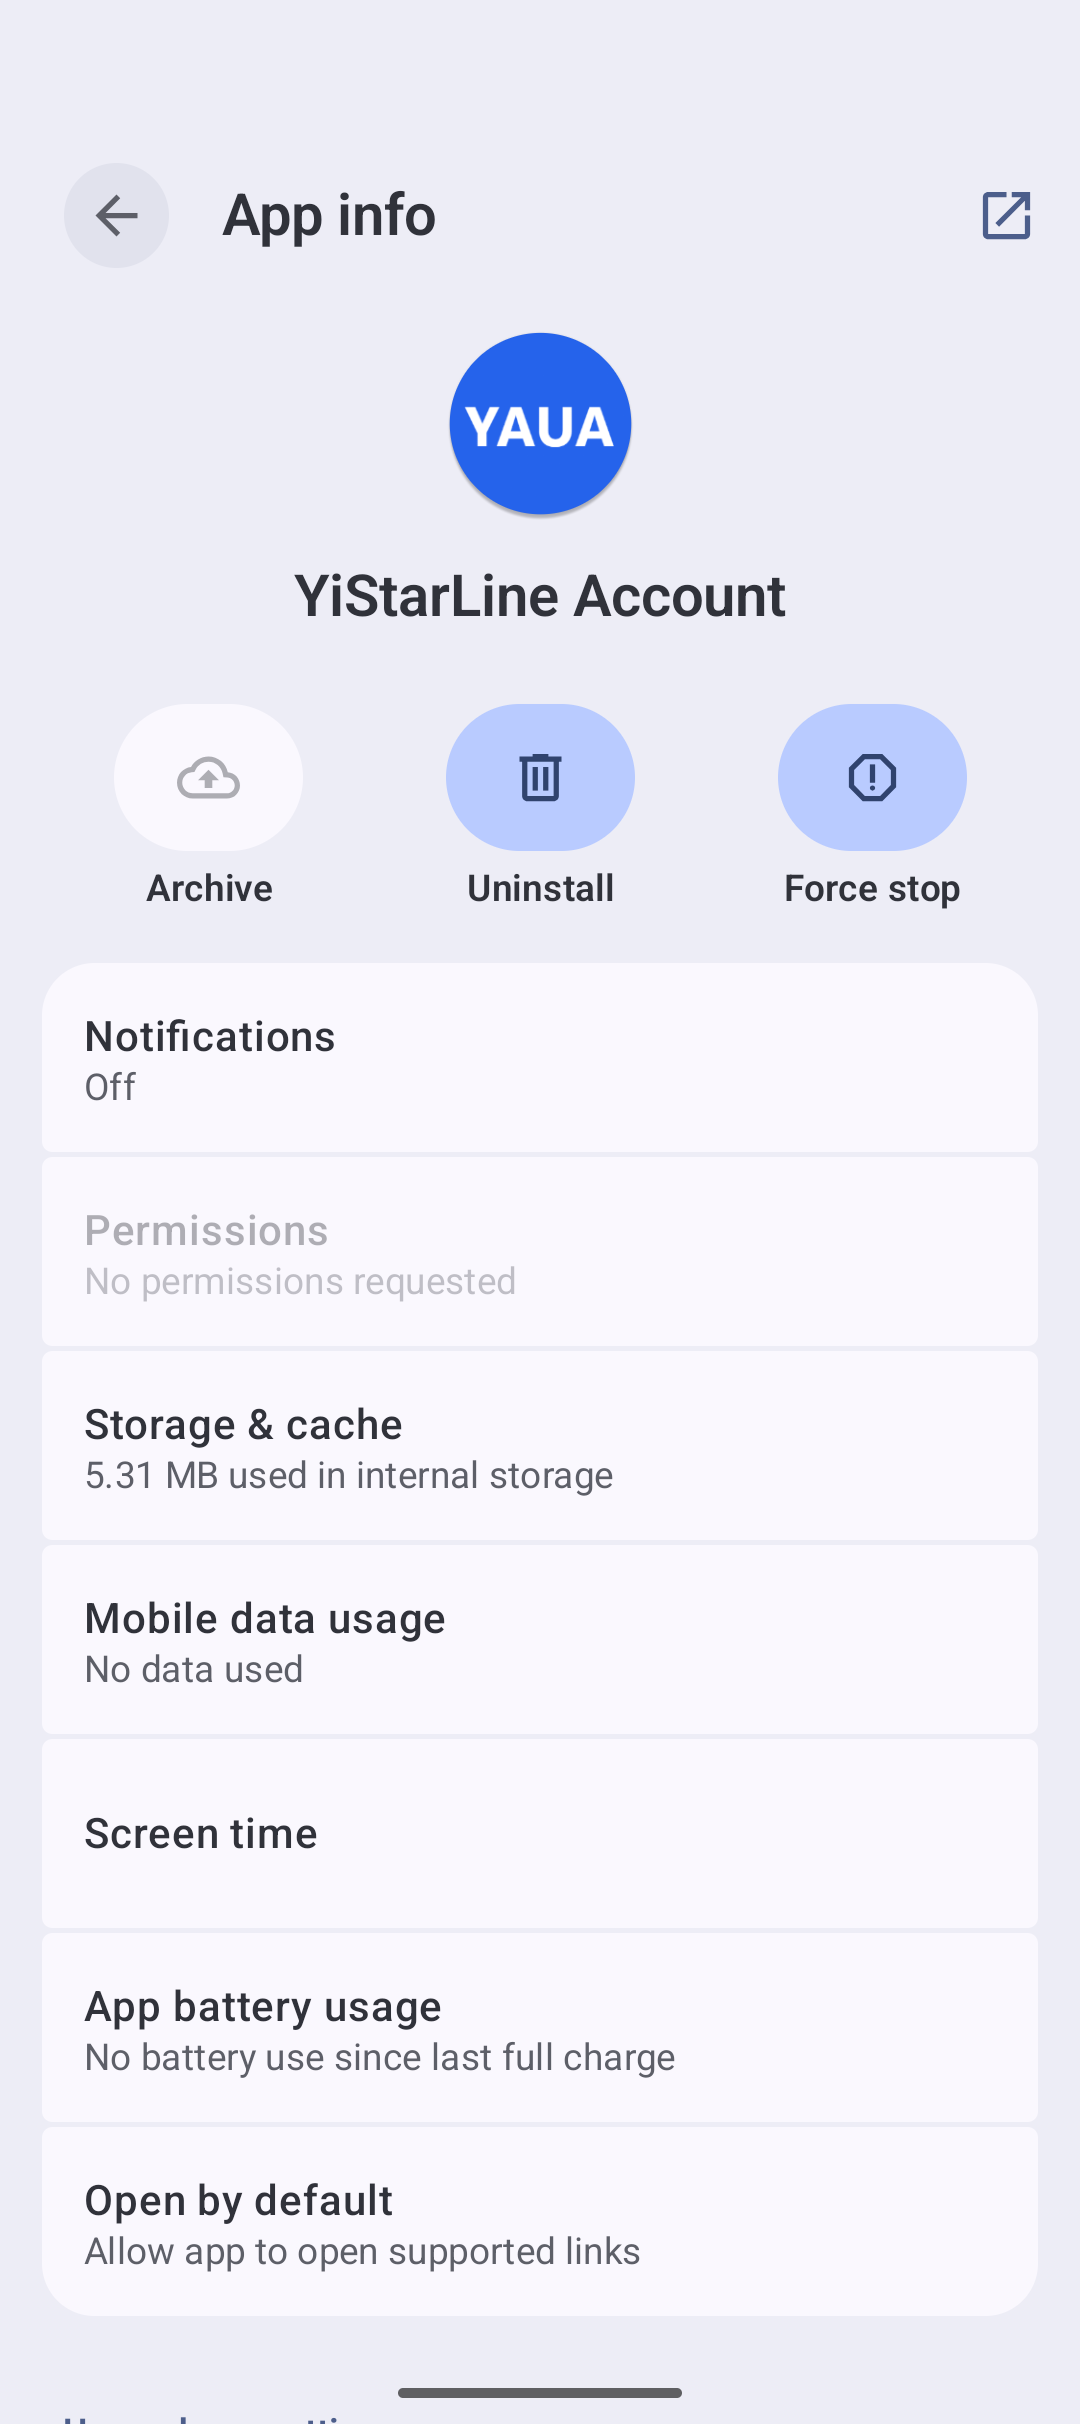 App info
YAUA
YiStarLine Account
Archive
Uninstall
Force stop
Notifications
Off
Permissions
No permissions requested
Storage & cache
5.31 MB used in internal storage
Mobile data usage
No data used
Screen time
App battery usage
No battery use since last full charge
Open by default
Allow app to open supported links